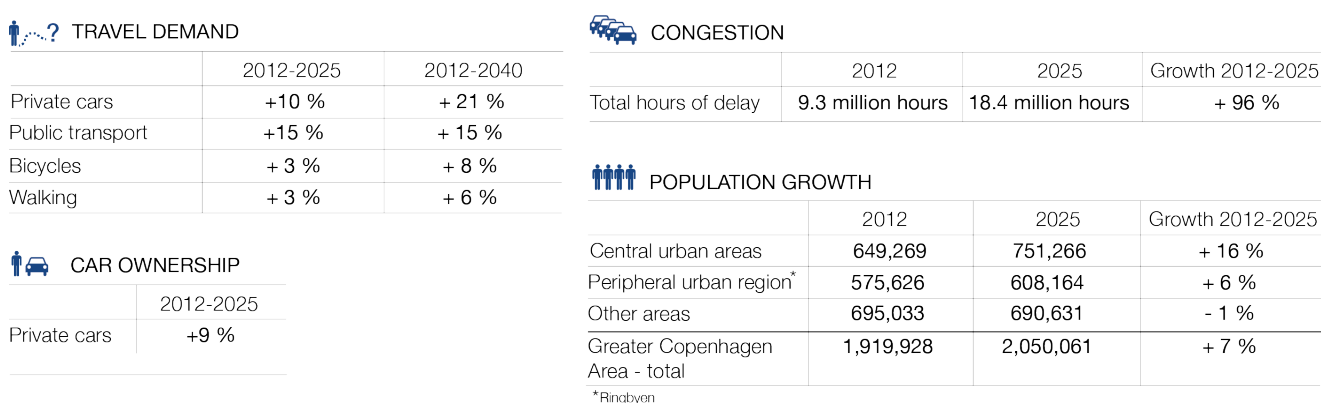 TRAVEL DEMAND
2012-2025 2012-2040
Private cars +10 % + 21 %
Public transport +15 % + 15 %
Bicycles + 3 % + 8 %
Walking + 3 % + 6 %
CAR OWNERSHIP
2012-2025
Private cars +9 %
CONGESTION
2012 2025 Growth 2012-2025
Total hours of delay 9.3 million hours 18.4 million hours + 96 %
POPULATION GROWTH
2012 2025 Growth 2012-2025
Central urban areas 649,269 751,266 + 16 %
Peripheral urban region* 575,626 608,164 + 6 %
Other areas 695,033 690,631 - 1 %
Greater Copenhagen 1,919,928 2,050,061 + 7 %
Area - total
*Ringbyen